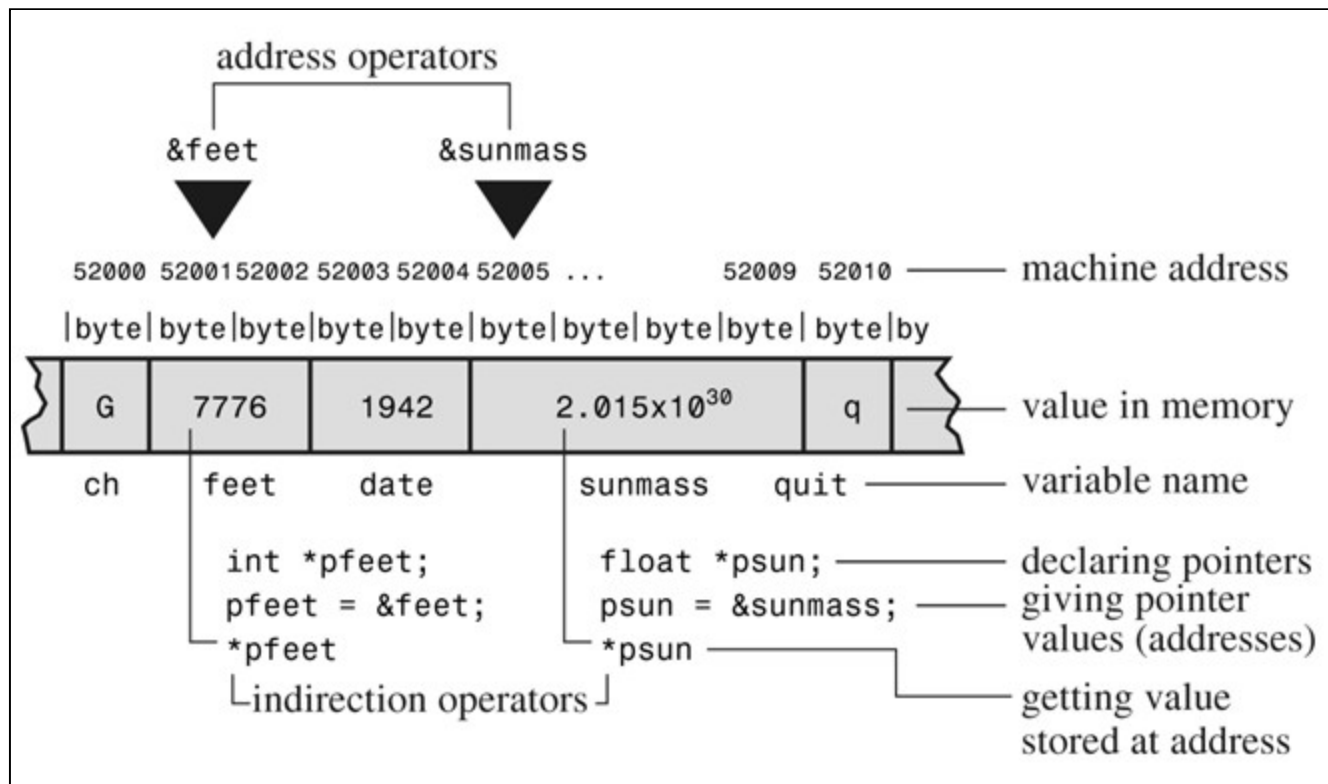 address operators
&feet &sunmass
52000 52001 52002 52003 52004 52005 ... 52009 52010 machine address
|byte|byte|byte|byte|byte|byte|byte|byte|byte|byte|by
G 7776 1942 2.015x10³⁰ q value in memory
ch feet date sunmass quit variable name
int *pfeet; float *psun; declaring pointers
pfeet = &feet; psun = &sunmass; giving pointer
values (addresses)
*pfeet *psun
indirection operators
getting value
stored at address